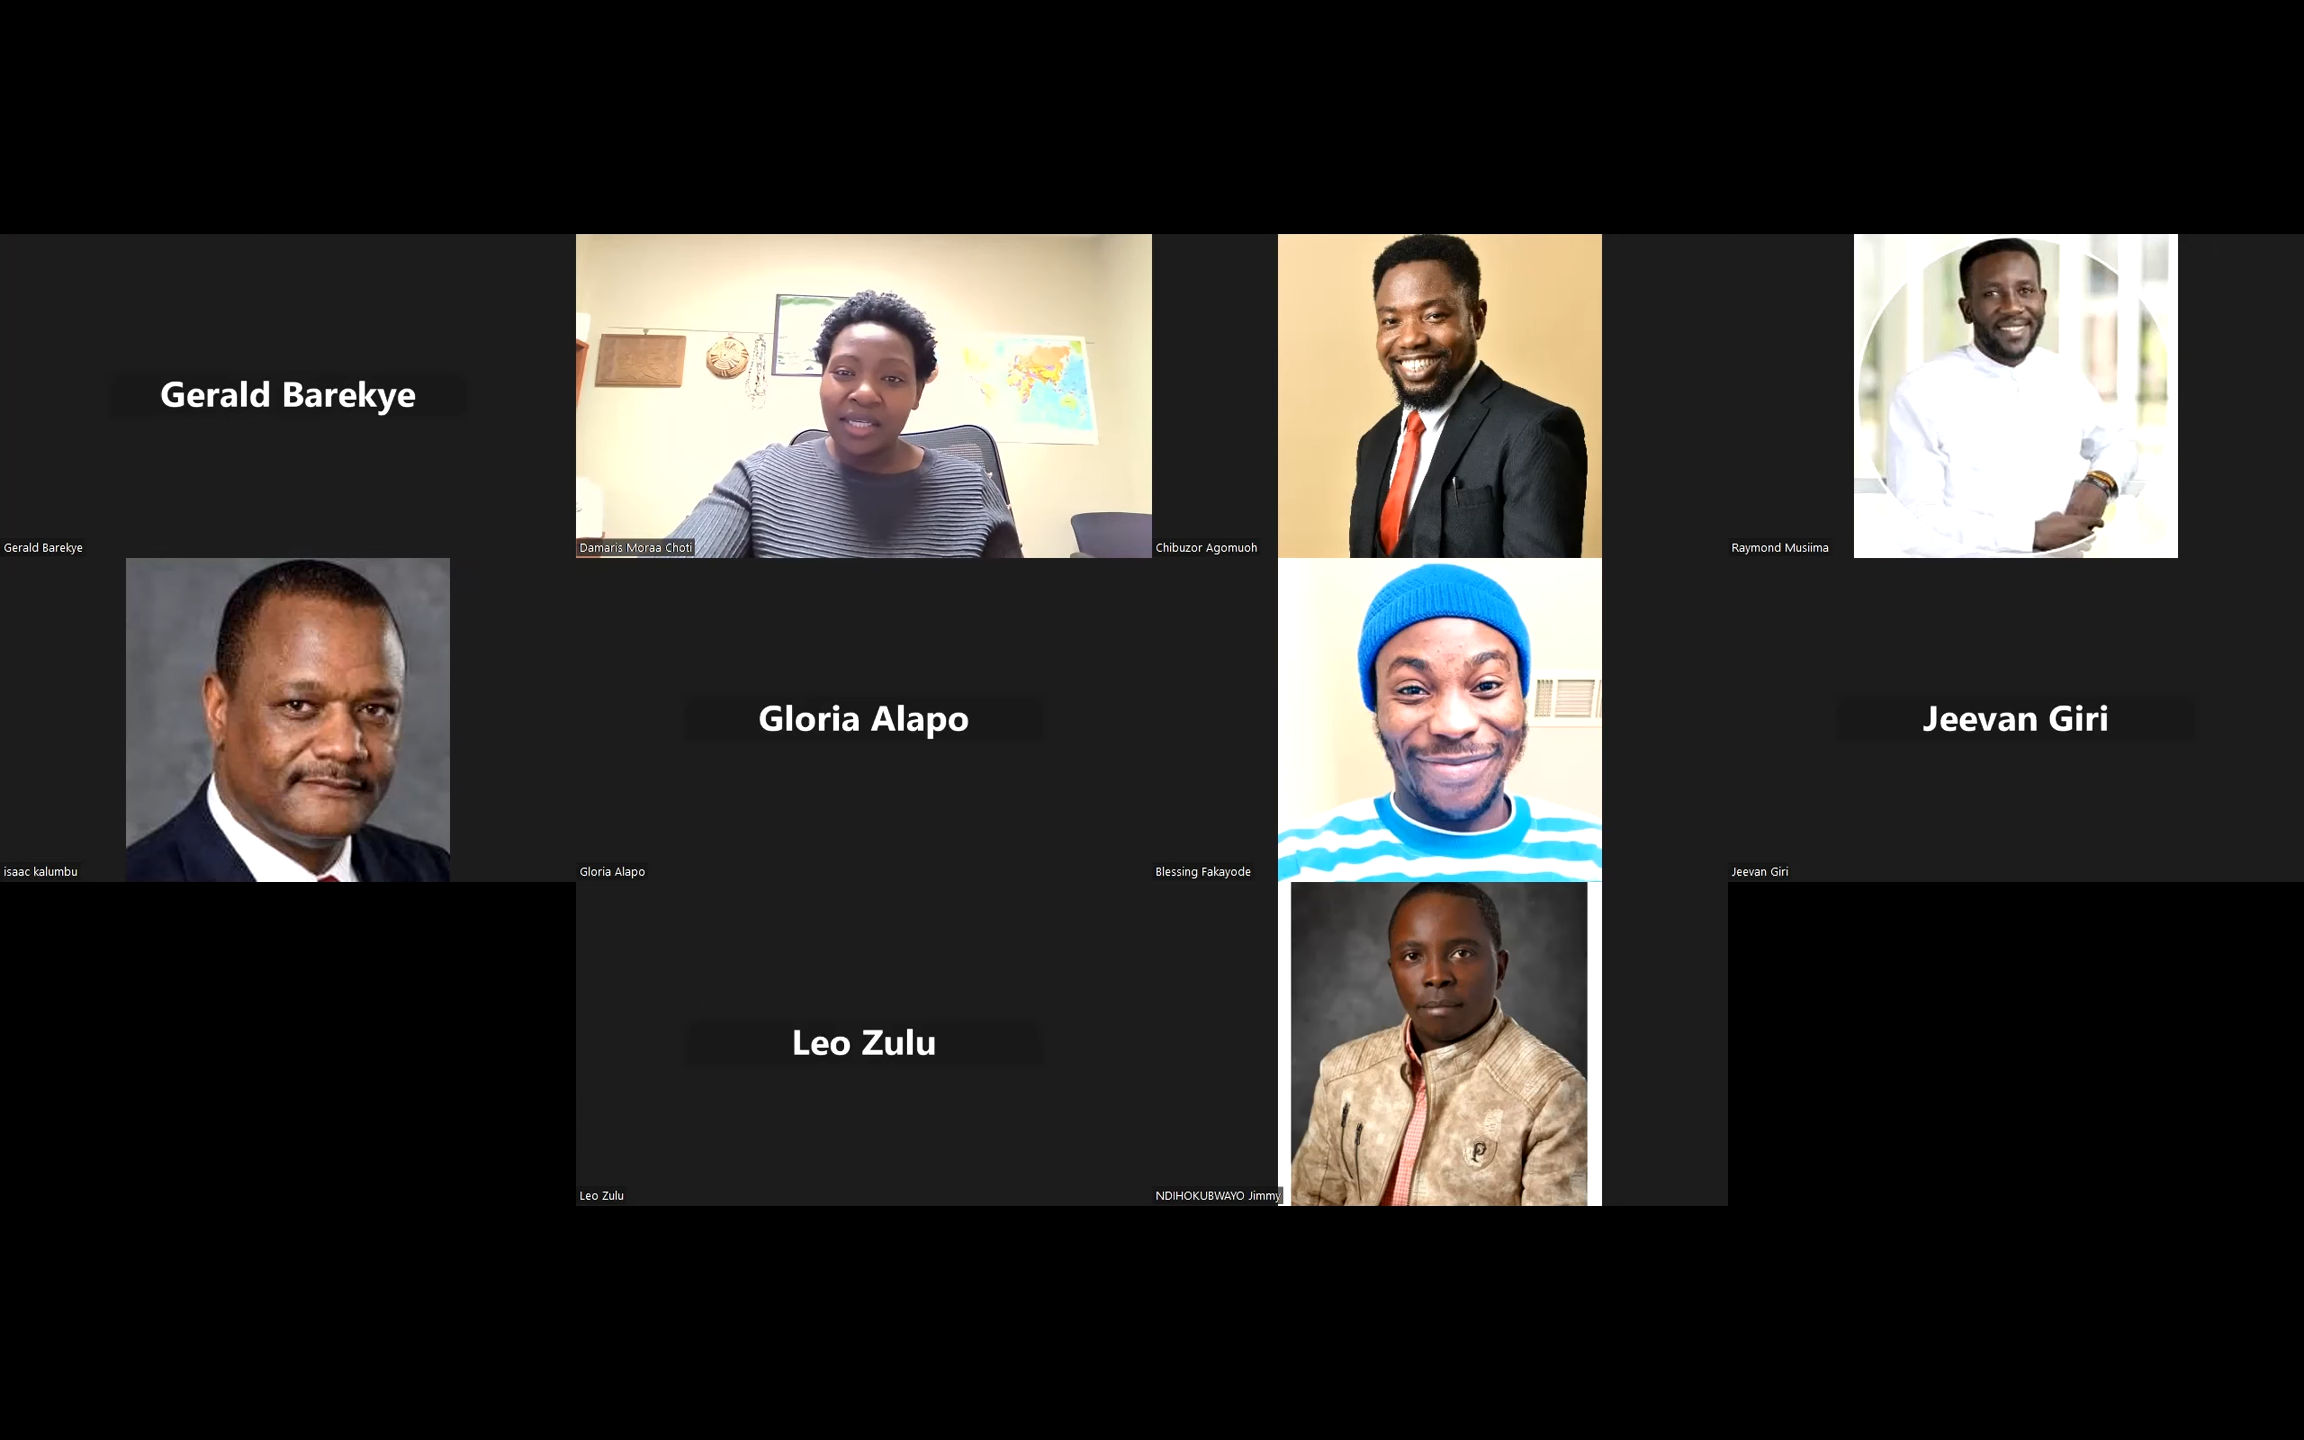 Gerald Barekye
Gerald Barekye
Damaris Moraa Choti
Chibuzor Agomuoh
Raymond Musiima
isaac kalumbu
Gloria Alapo
Gloria Alapo
Blessing Fakayode
Jeevan Giri
Jeevan Giri
Leo Zulu
Leo Zulu
NDIHOKUBWAYO Jimmy
P